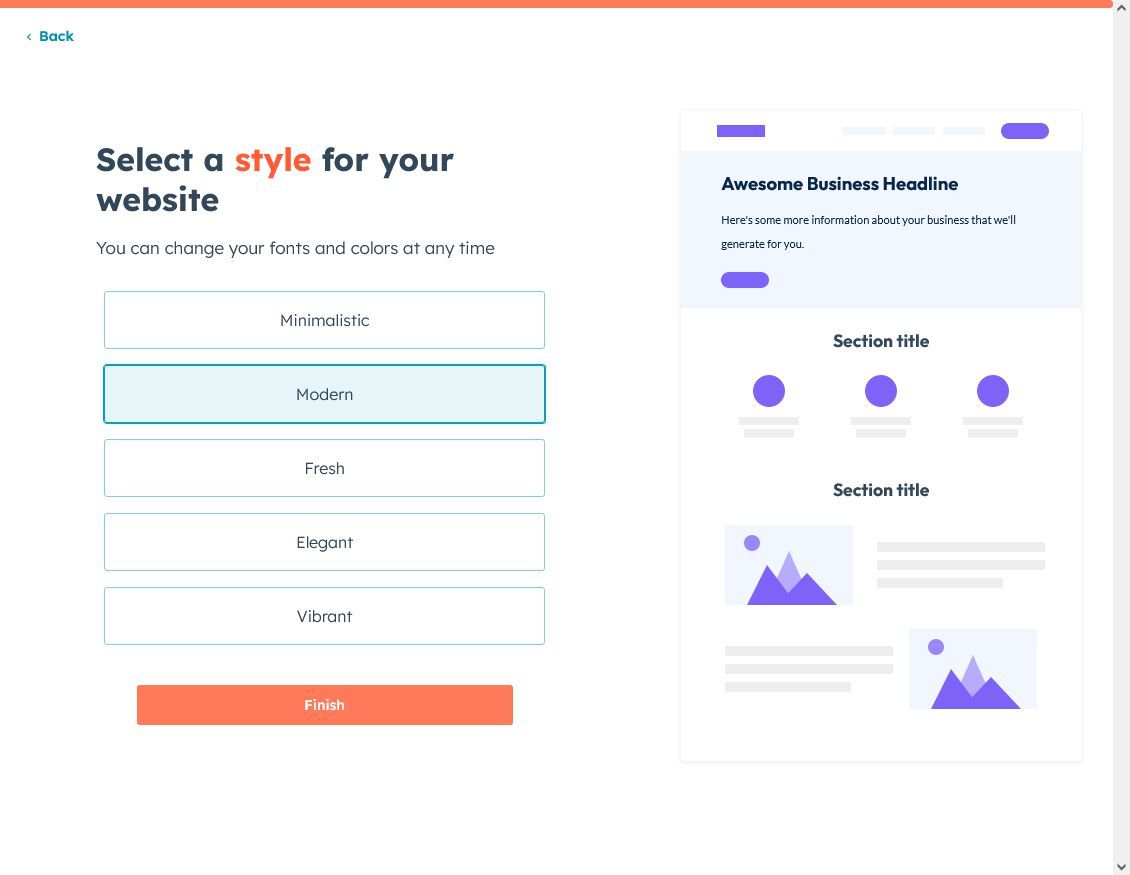 Back
Select a style for your
website
You can change your fonts and colors at any time
Minimalistic
Modern
Fresh
Elegant
Vibrant
Finish
Awesome Business Headline
Here's some more information about your business that we'll
generate for you.
Section title
Section title